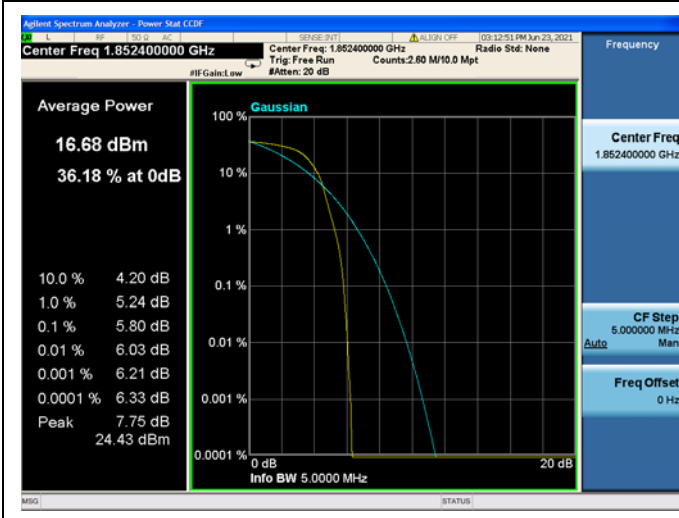 Agilent Spectrum Analyzer - Power Stat CCDF
L RF 50 Ω AC SENSE:INT ALIGN OFF 03:12:51 PM Jun 23, 2021
Center Freq 1.852400000 GHz
Center Freq: 1.852400000 GHz Radio Std: None
Trig: Free Run Counts:2.60 M/10.0 Mpt
#IFGain:Low #Atten: 20 dB
Frequency
Average Power
16.68 dBm
36.18 % at 0dB
10.0 % 4.20 dB
1.0 % 5.24 dB
0.1 % 5.80 dB
0.01 % 6.03 dB
0.001 % 6.21 dB
0.0001 % 6.33 dB
Peak 7.75 dB
24.43 dBm
Gaussian
100 %
10 %
1 %
0.1 %
0.01 %
0.001 %
0.0001 %
0 dB 20 dB
Info BW 5.0000 MHz
Center Freq
1.852400000 GHz
CF Step
5.000000 MHz
Auto Man
Freq Offset
0 Hz
MSG STATUS